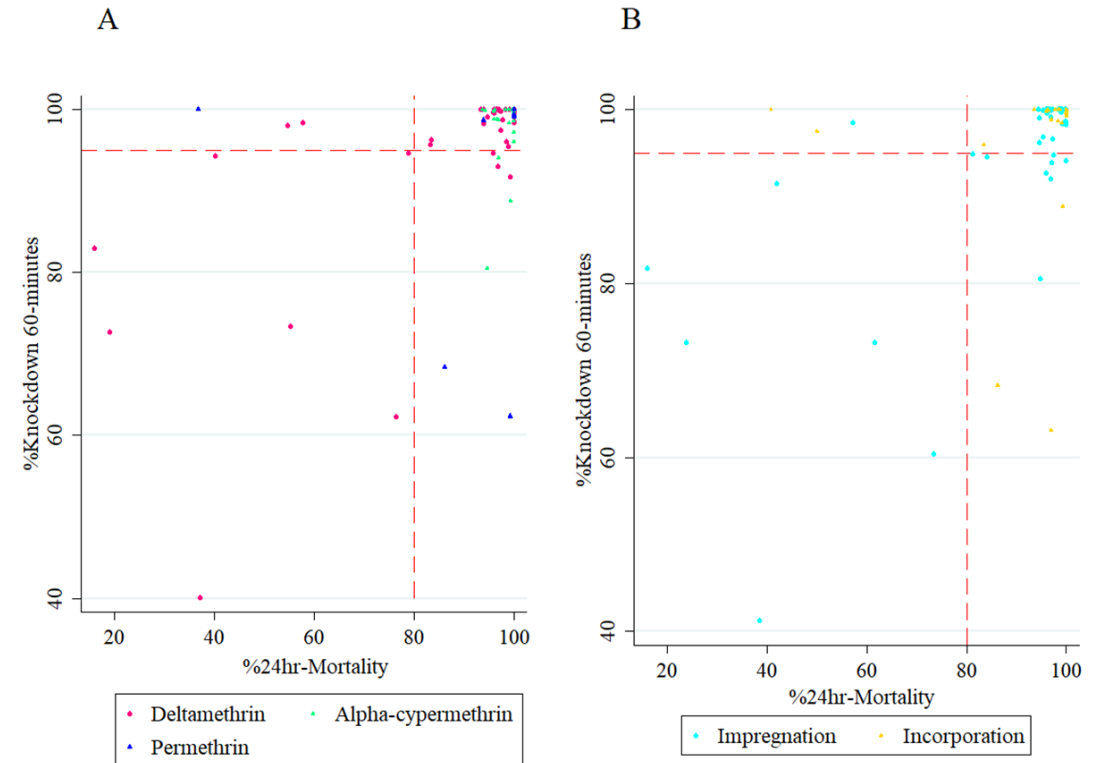 A
B
%Knockdown 60-minutes
100
80
60
40
20 40 60 80 100
%24hr-Mortality
Deltamethrin Alpha-cypermethrin
Permethrin
%Knockdown 60-minutes
100
80
60
40
20 40 60 80 100
%24hr-Mortality
Impregnation Incorporation